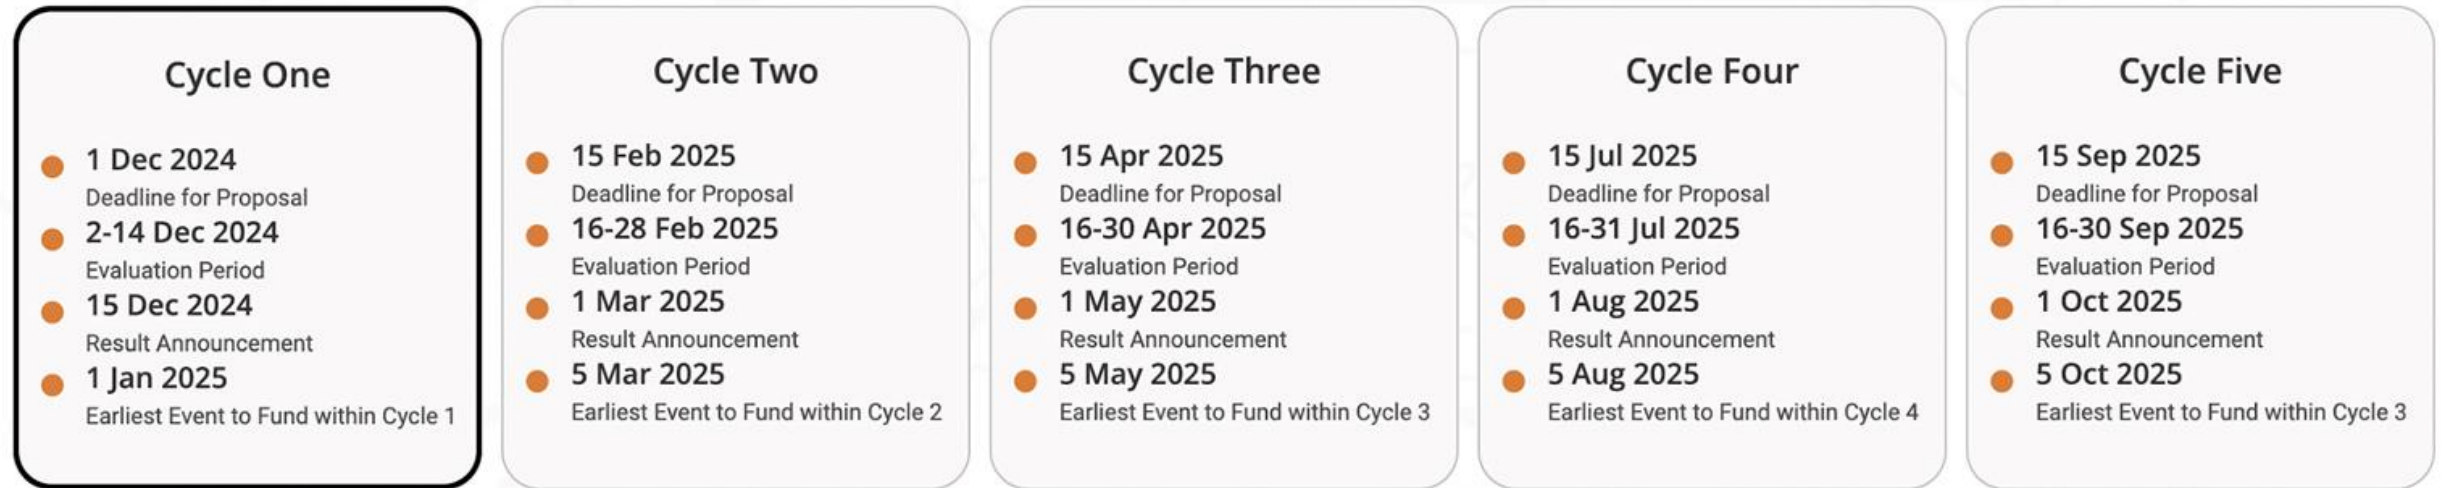 Cycle One
1 Dec 2024
Deadline for Proposal
2-14 Dec 2024
Evaluation Period
15 Dec 2024
Result Announcement
1 Jan 2025
Earliest Event to Fund within Cycle 1
Cycle Two
15 Feb 2025
Deadline for Proposal
16-28 Feb 2025
Evaluation Period
1 Mar 2025
Result Announcement
5 Mar 2025
Earliest Event to Fund within Cycle 2
Cycle Three
15 Apr 2025
Deadline for Proposal
16-30 Apr 2025
Evaluation Period
1 May 2025
Result Announcement
5 May 2025
Earliest Event to Fund within Cycle 3
Cycle Four
15 Jul 2025
Deadline for Proposal
16-31 Jul 2025
Evaluation Period
1 Aug 2025
Result Announcement
5 Aug 2025
Earliest Event to Fund within Cycle 4
Cycle Five
15 Sep 2025
Deadline for Proposal
16-30 Sep 2025
Evaluation Period
1 Oct 2025
Result Announcement
5 Oct 2025
Earliest Event to Fund within Cycle 3